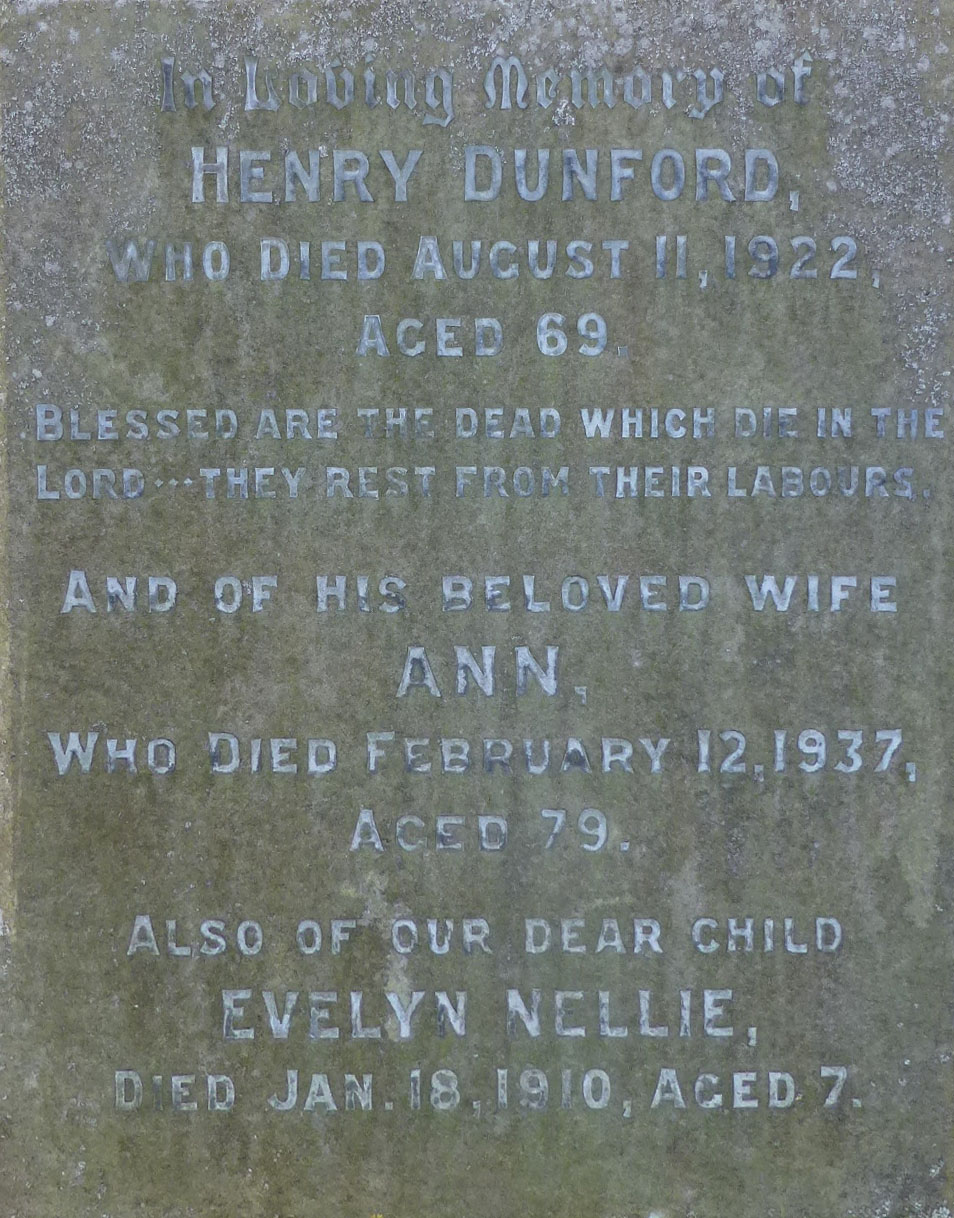 In Loving Memory of
HENRY DUNFORD,
WHO DIED AUGUST 11, 1922,
AGED 69.
BLESSED ARE THE DEAD WHICH DIE IN THE
LORD···THEY REST FROM THEIR LABOURS.
AND OF HIS BELOVED WIFE
ANN,
WHO DIED FEBRUARY 12, 1937,
AGED 79.
ALSO OF OUR DEAR CHILD
EVELYN NELLIE,
DIED JAN. 18, 1910, AGED 7.